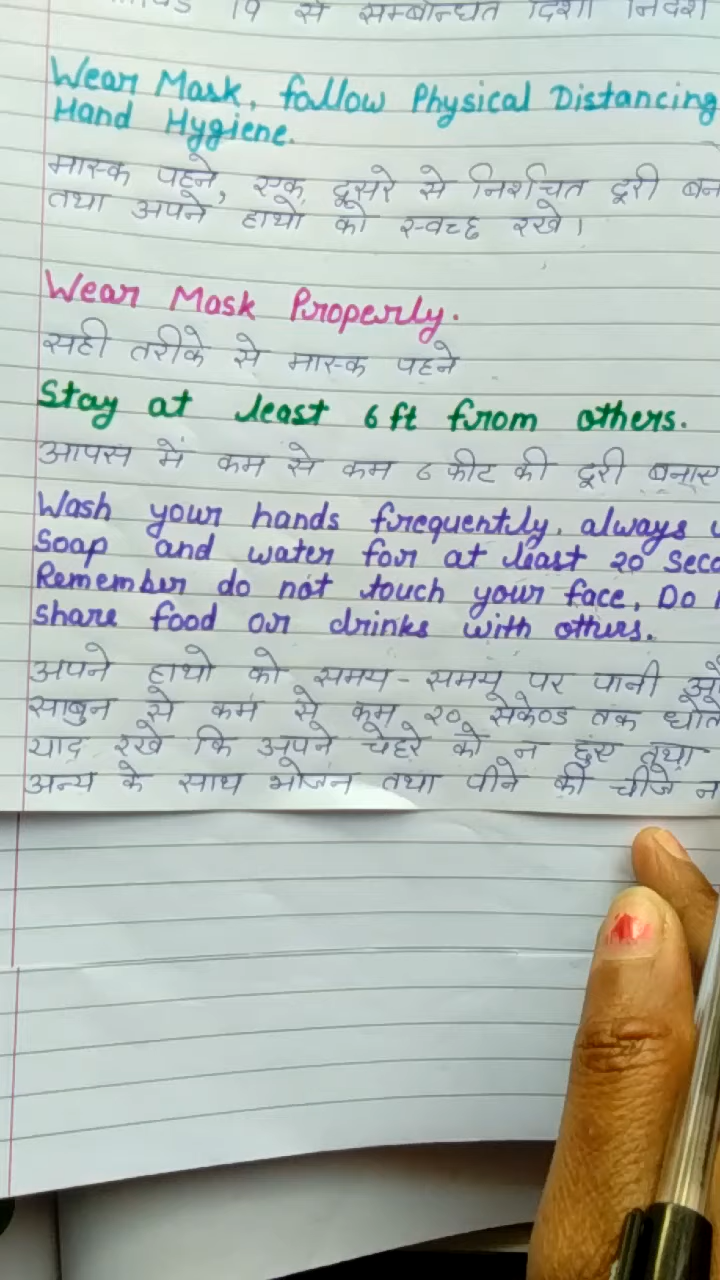 19 से सम्बोन्धित दिशा निर्देश
Wear Mask, follow Physical Distancing
Hand Hygiene.
मास्क पहने, एक दूसरे से निश्चित दूरी
तथा अपने हाथो को स्वच्छ रखे।
Wear Mask Properly.
सही तरीके से मास्क पहने
Stay at least 6 ft from others.
आपस में कम से कम 6 फीट की दूरी बनाए
Wash your hands frequently, always
Soap and water for at least 20
Remember do not touch your face, Do
share food or drinks with others.
अपने हाथो को समय-समय पर पानी
साबुन से कम से कम २० सेकेण्ड तक
याद रखे कि अपने चेहरे को न छुए तथा
अन्य के साथ भोजन तथा पीने की चीजे न